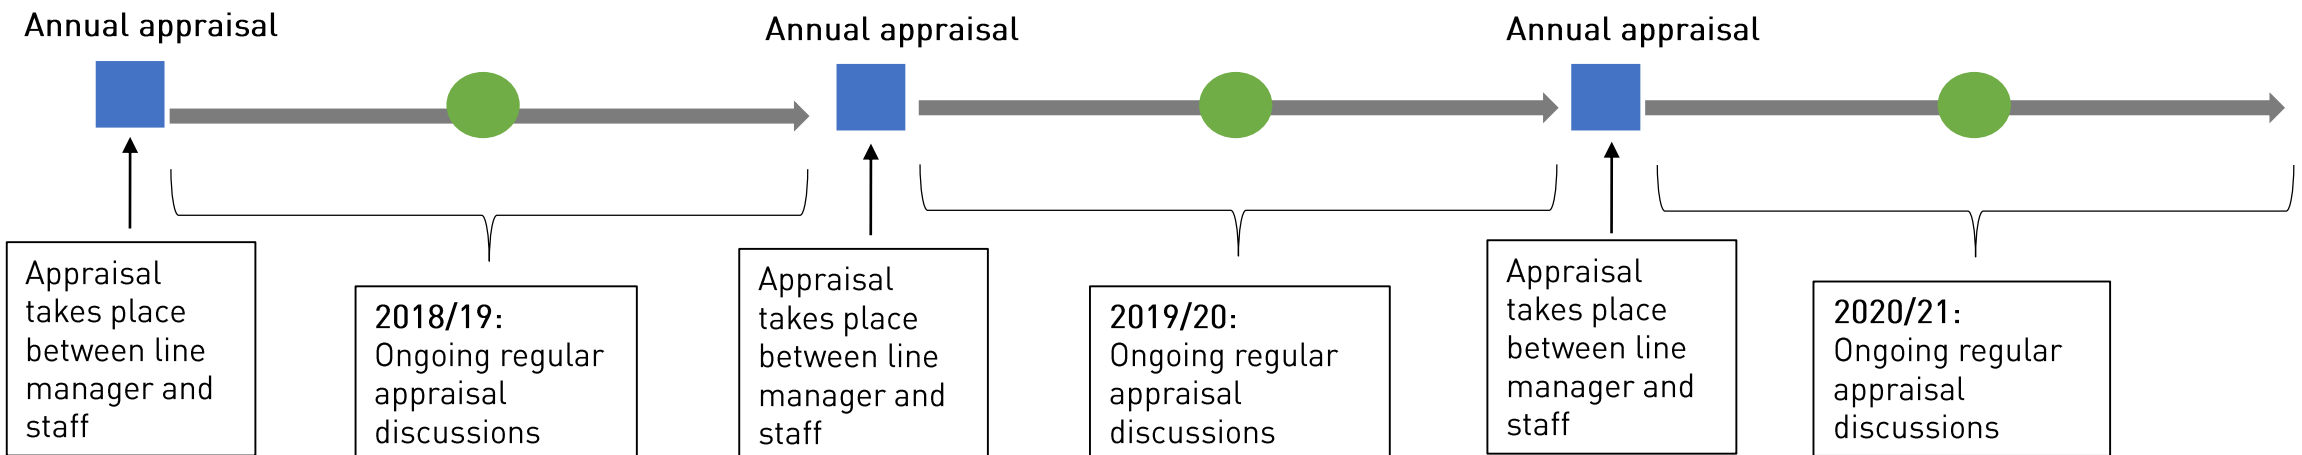 Annual appraisal
Annual appraisal
Annual appraisal
Appraisal
takes place
between line
manager and
staff
2018/19:
Ongoing regular
appraisal
discussions
Appraisal
takes place
between line
manager and
staff
2019/20:
Ongoing regular
appraisal
discussions
Appraisal
takes place
between line
manager and
staff
2020/21:
Ongoing regular
appraisal
discussions